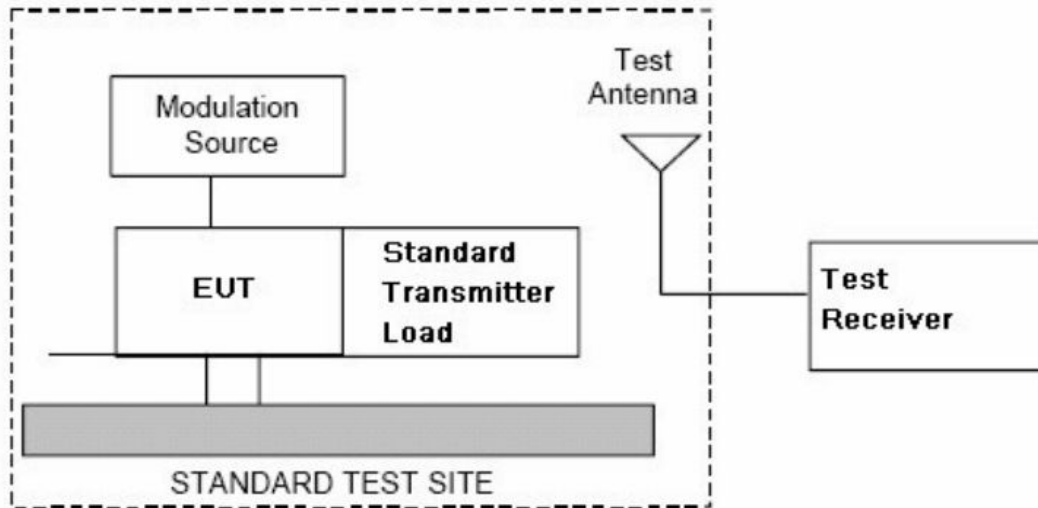 Test
Antenna
Modulation
Source
EUT
Standard
Transmitter
Load
Test
Receiver
STANDARD TEST SITE